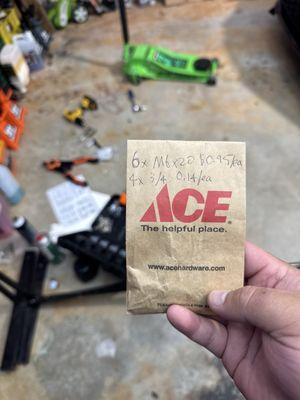 6x M6x20 $0.95/ea
4x 3/4 0.14/ea
ACE
The helpful place.
www.acehardware.com